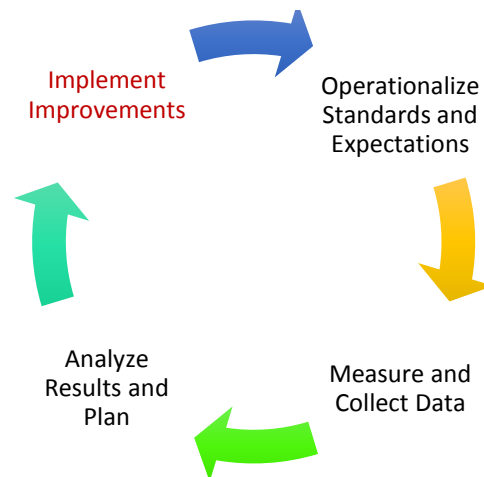 Implement
Improvements
Operationalize
Standards and
Expectations
Measure and
Collect Data
Analyze
Results and
Plan